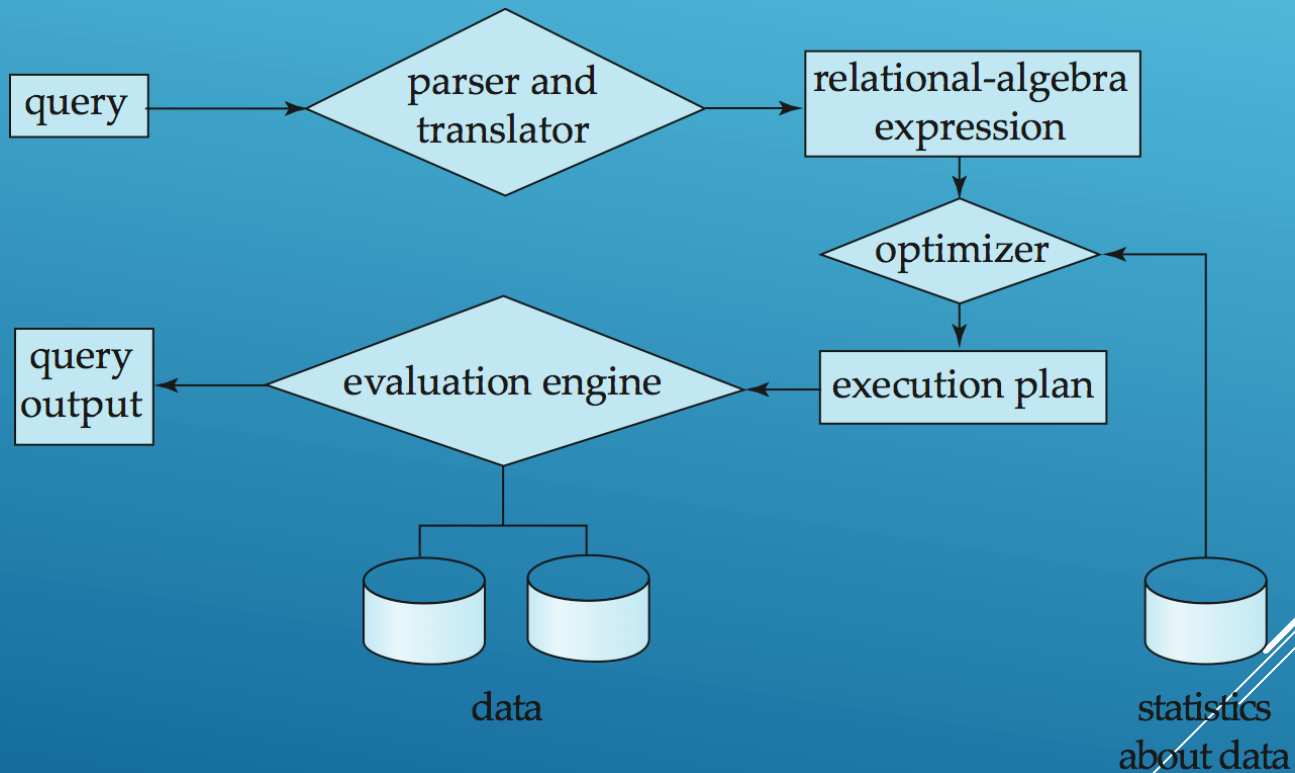 query
parser and
translator
relational-algebra
expression
optimizer
query
output
evaluation engine
execution plan
data
statistics
about data